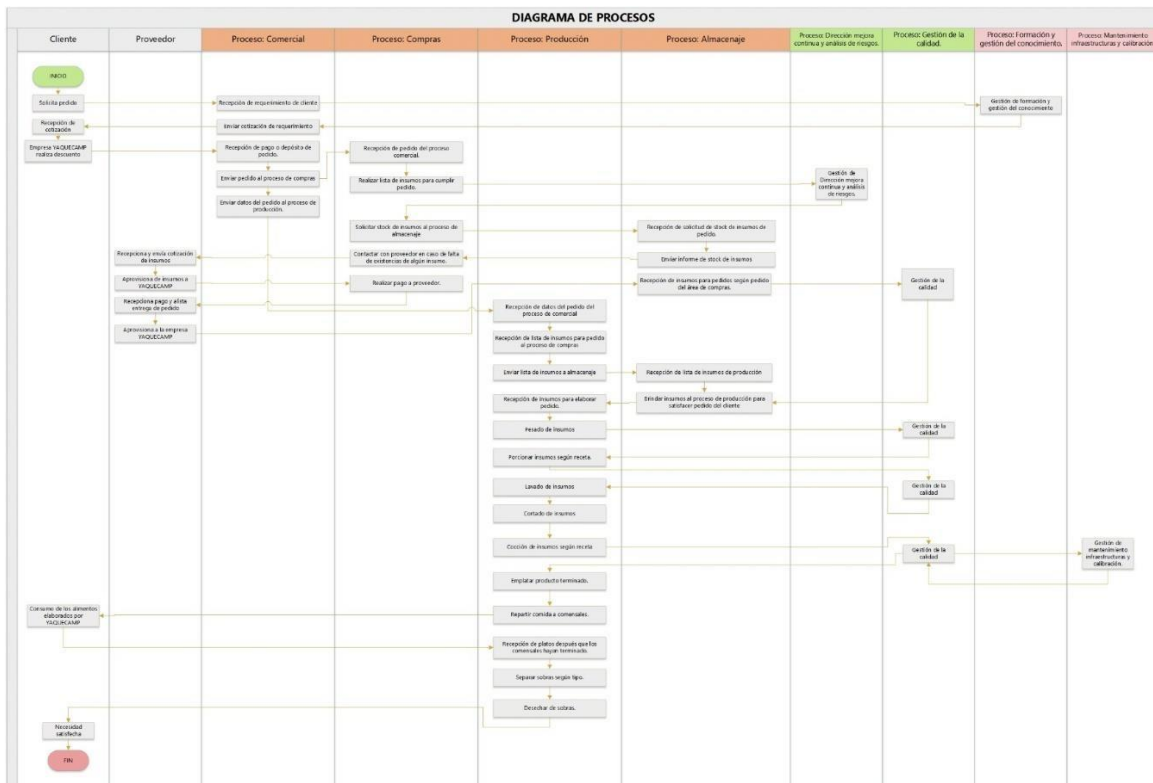 DIAGRAMA DE PROCESOS
Cliente
Proveedor
Proceso: Comercial
Proceso: Compras
Proceso: Producción
Proceso: Almacenaje
Proceso: Dirección mejora
continua y análisis de riesgos.
Proceso: Gestión de la
calidad.
Proceso: Formación y
gestión del conocimiento.
Proceso: Mantenimiento
infraestructuras y calibración
INICIO
Solicita pedido
Recepción de requerimiento de cliente
Gestión de formación y
gestión del conocimiento
Recepción de
cotización
Enviar cotización de requerimiento
Empresa YAQUECAMP
realiza descuento
Recepción de pago o depósito de
pedido.
Recepción de pedido del proceso
comercial.
Enviar pedido al proceso de compras
Realizar lista de insumos para cumplir
pedido.
Gestión de
Dirección mejora
continua y análisis
de riesgos.
Enviar datos del pedido al proceso de
producción.
Solicitar stock de insumos al proceso de
almacenaje
Recepción de solicitud de stock de insumos de
pedido.
Recepciona y envía cotización
de insumos
Contactar con proveedor en caso de falta
de existencias de algún insumo.
Enviar informe de stock de insumos
Aprovisiona de insumos a
YAQUECAMP
Realizar pago a proveedor.
Recepción de insumos para pedidos según pedido
del área de compras.
Gestión de la
calidad
Recepciona pago y alista
entrega de pedido
Recepción de datos del pedido del
proceso de comercial
Aprovisiona a la empresa
YAQUECAMP
Recepción de lista de insumos para pedido
al proceso de compras
Enviar lista de insumos a almacenaje
Recepción de lista de insumos de producción
Recepción de insumos para elaborar
pedido.
Brindar insumos al proceso de producción para
satisfacer pedido del cliente
Pesado de insumos
Gestión de la
calidad
Porcionar insumos según receta.
Lavado de insumos
Gestión de la
calidad
Cortado de insumos
Cocción de insumos según receta
Gestión de la
calidad
Gestión de
mantenimiento
infraestructuras y
calibración.
Emplatar producto terminado.
Consumo de los alimentos
elaborados por
YAQUECAMP
Repartir comida a comensales.
Recepción de platos después que los
comensales hayan terminado.
Separar sobras según tipo.
Desechar de sobras.
Necesidad
satisfecha
FIN